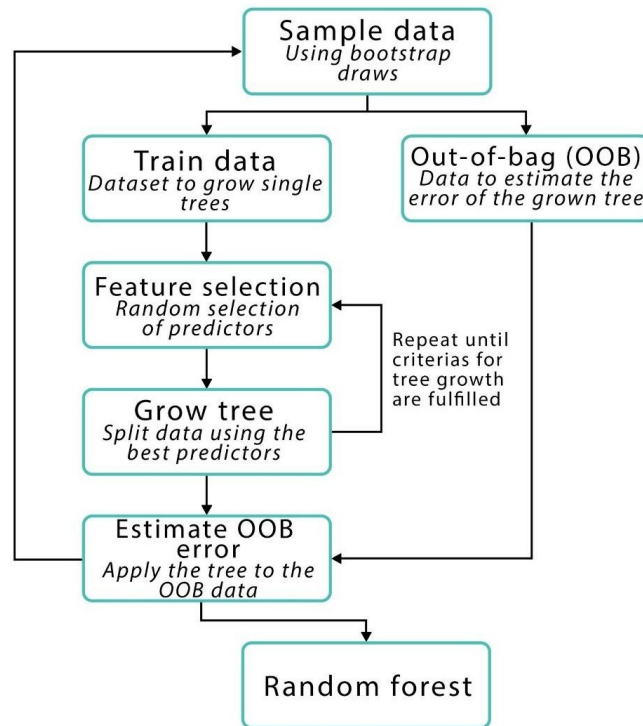 Sample data
Using bootstrap
draws
Train data
Dataset to grow single
trees
Out-of-bag (OOB)
Data to estimate the
error of the grown tree
Feature selection
Random selection
of predictors
Repeat until
criterias for
tree growth
are fulfilled
Grow tree
Split data using the
best predictors
Estimate OOB
error
Apply the tree to the
OOB data
Random forest